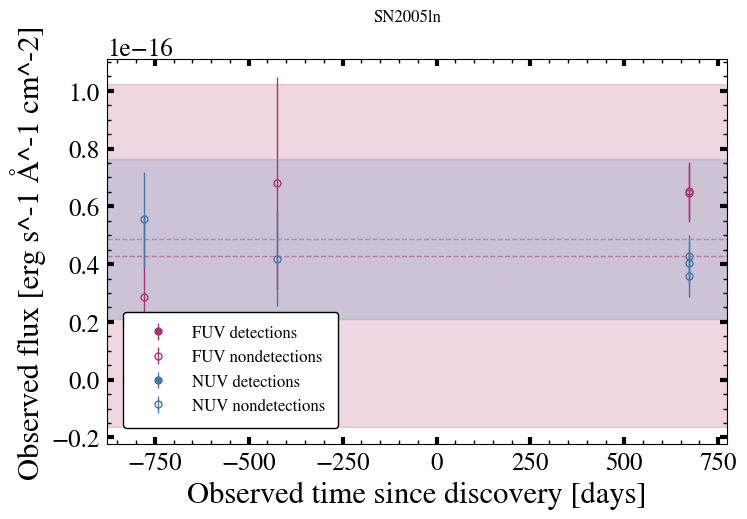 SN2005ln
1e−16
Observed flux [erg s^-1 Å^-1 cm^-2]
1.0
0.8
0.6
0.4
0.2
0.0
−0.2
FUV detections
FUV nondetections
NUV detections
NUV nondetections
−750 −500 −250 0 250 500 750
Observed time since discovery [days]